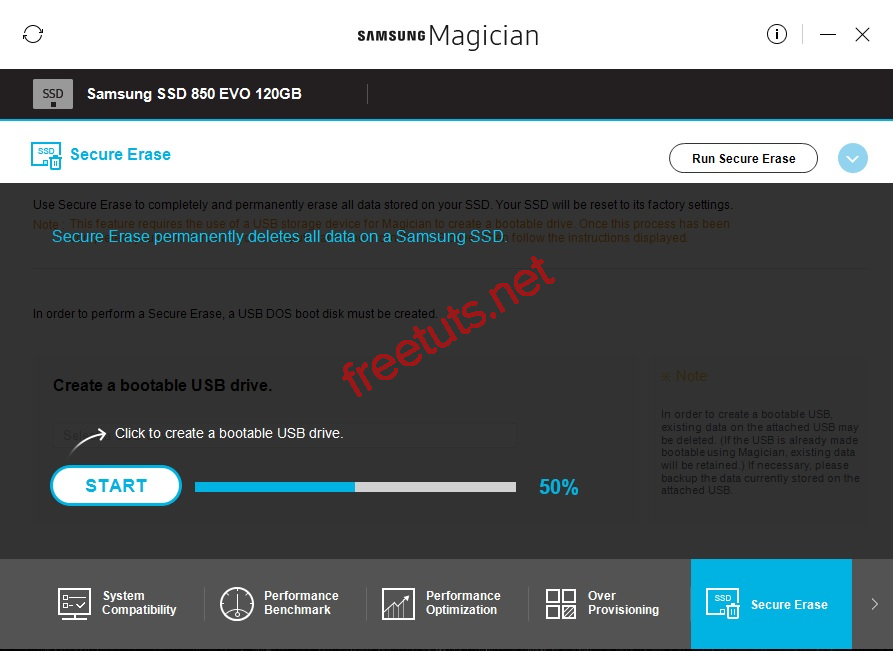 SAMSUNG Magician
SSD
Samsung SSD 850 EVO 120GB
SSD
Secure Erase
Run Secure Erase
Use Secure Erase to completely and permanently erase all data stored on your SSD. Your SSD will be reset to its factory settings.
Note : This feature requires the use of a USB storage device for Magician to create a bootable drive. Once this process has been
Secure Erase permanently deletes all data on a Samsung SSD.
follow the instructions displayed.
In order to perform a Secure Erase, a USB DOS boot disk must be created.
freetuts.net
Create a bootable USB drive.
Click to create a bootable USB drive.
START
50%
Note
In order to create a bootable USB,
existing data on the attached USB may
be deleted. (If the USB is already made
bootable using Magician, existing data
will be retained.) If necessary, please
backup the data currently stored on the
attached USB.
System
Compatibility
Performance
Benchmark
Performance
Optimization
Over
Provisioning
SSD
Secure Erase